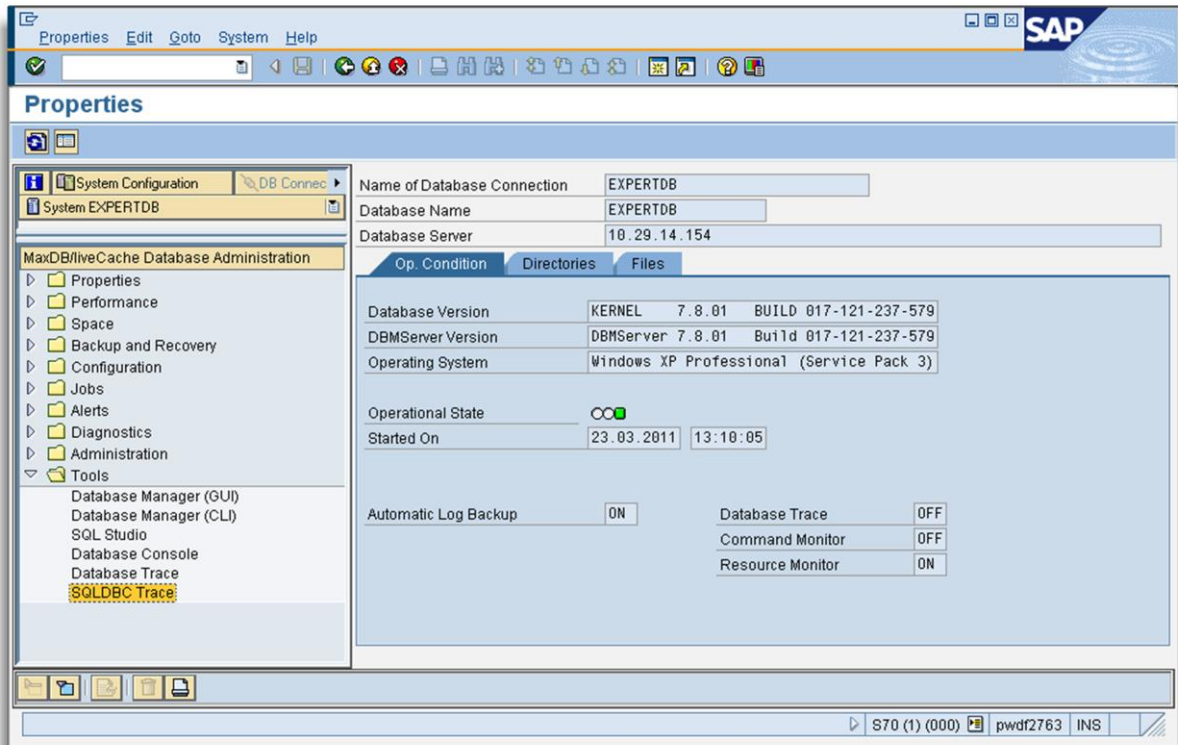 Properties Edit Goto System Help
SAP
Properties
System Configuration DB Connec
System EXPERTDB
MaxDB/liveCache Database Administration
Properties
Performance
Space
Backup and Recovery
Configuration
Jobs
Alerts
Diagnostics
Administration
Tools
Database Manager (GUI)
Database Manager (CLI)
SQL Studio
Database Console
Database Trace
SQLDBC Trace
Name of Database Connection EXPERTDB
Database Name EXPERTDB
Database Server 10.29.14.154
Op. Condition Directories Files
Database Version KERNEL 7.8.01 BUILD 017-121-237-579
DBMServer Version DBMServer 7.8.01 Build 017-121-237-579
Operating System Windows XP Professional (Service Pack 3)
Operational State
Started On 23.03.2011 13:10:05
Automatic Log Backup ON Database Trace OFF
Command Monitor OFF
Resource Monitor ON
S70 (1) (000) pwdf2763 INS